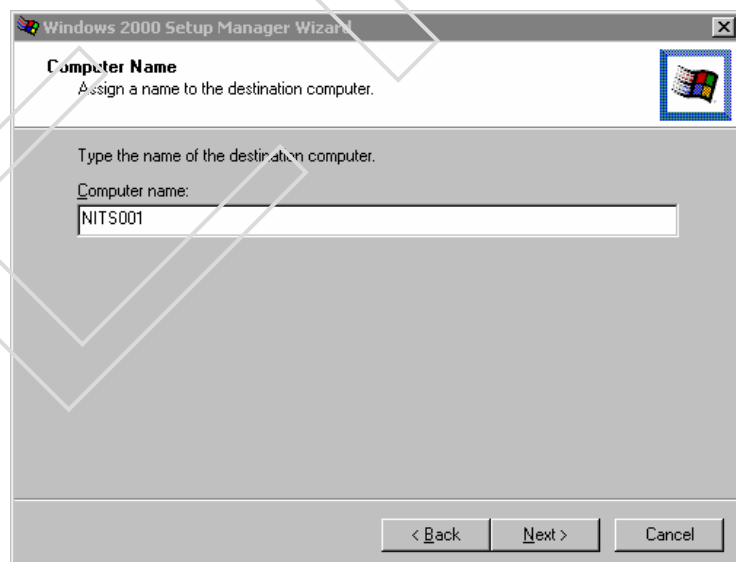 Windows 2000 Setup Manager Wizard
Computer Name
Assign a name to the destination computer.
Type the name of the destination computer.
Computer name:
NITS001
< Back
Next >
Cancel